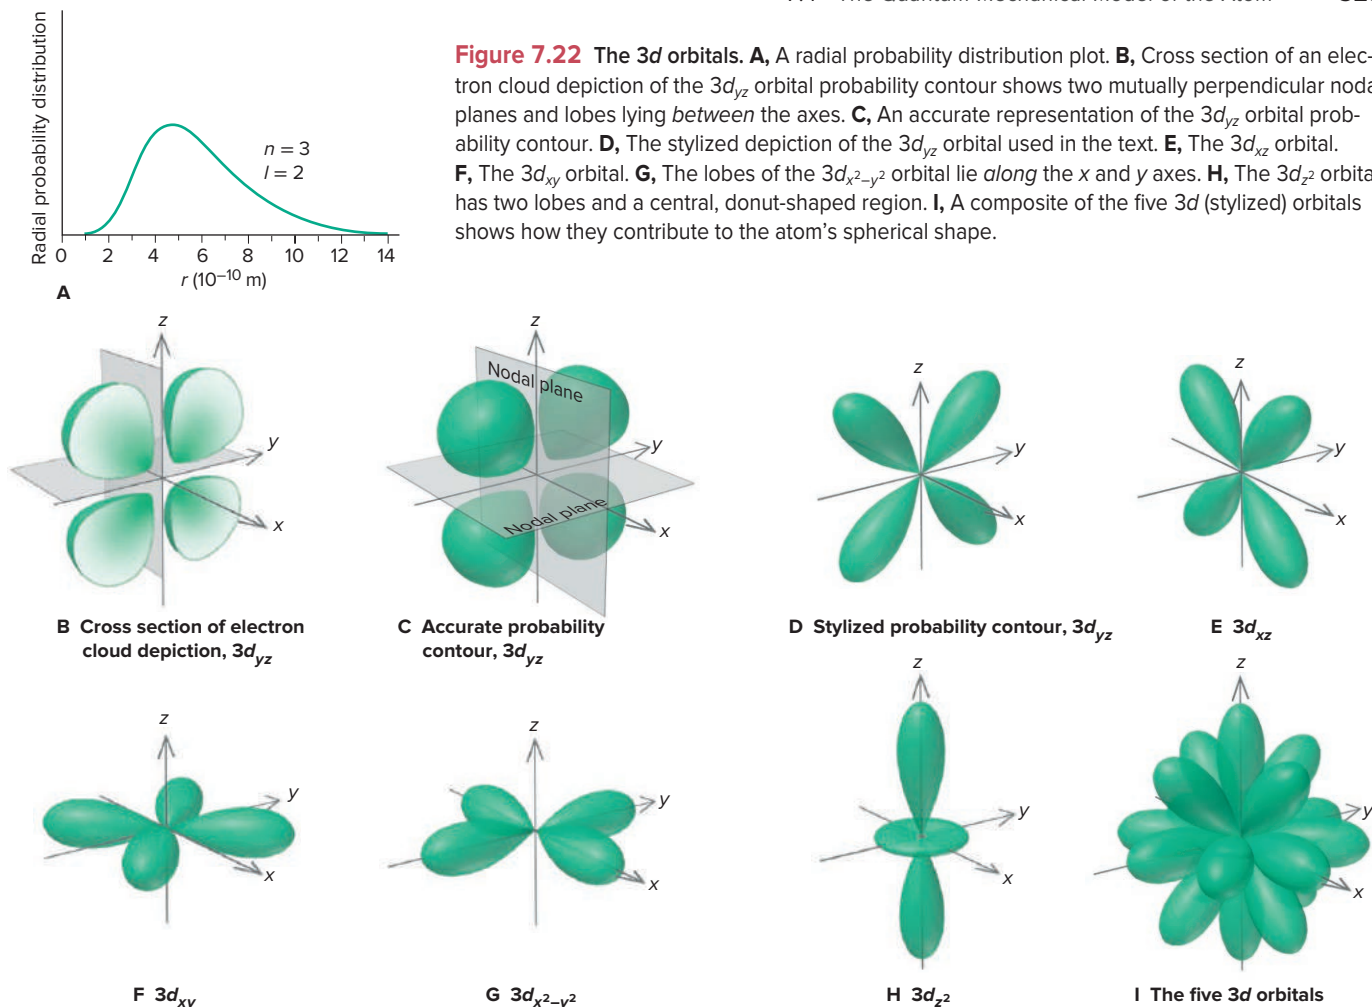 Figure 7.22 The 3d orbitals. A, A radial probability distribution plot. B, Cross section of an elec-
tron cloud depiction of the 3dyz orbital probability contour shows two mutually perpendicular noda
planes and lobes lying between the axes. C, An accurate representation of the 3dyz orbital prob-
ability contour. D, The stylized depiction of the 3dyz orbital used in the text. E, The 3dxz orbital.
F, The 3dxy orbital. G, The lobes of the 3dx²–y² orbital lie along the x and y axes. H, The 3dz² orbita
has two lobes and a central, donut-shaped region. I, A composite of the five 3d (stylized) orbitals
shows how they contribute to the atom's spherical shape.
Radial probability distribution
n = 3
l = 2
0 2 4 6 8 10 12 14
r (10–10 m)
A
z
y
x
B Cross section of electron
cloud depiction, 3dyz
z
Nodal plane
y
Nodal plane
x
C Accurate probability
contour, 3dyz
z
y
x
D Stylized probability contour, 3dyz
z
y
x
E 3dxz
z
y
x
F 3dxy
z
y
x
G 3dx²–y²
z
y
x
H 3dz²
z
y
x
I The five 3d orbitals